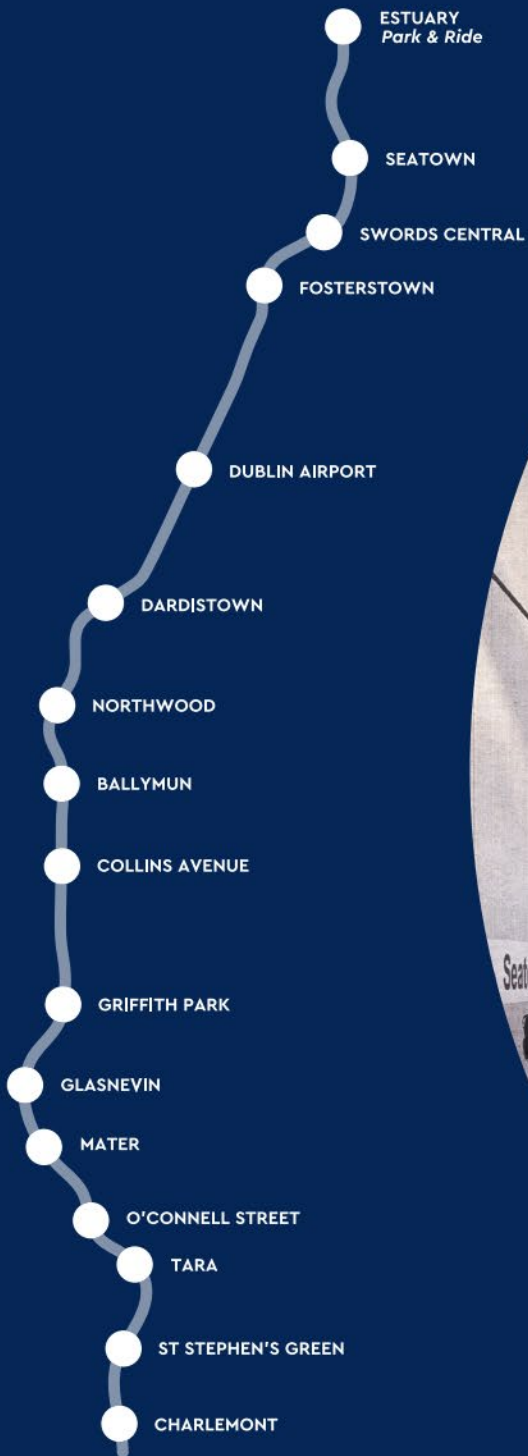 ESTUARY
Park & Ride
SEATOWN
SWORDS CENTRAL
FOSTERSTOWN
DUBLIN AIRPORT
DARDISTOWN
NORTHWOOD
BALLYMUN
COLLINS AVENUE
GRIFFITH PARK
GLASNEVIN
MATER
O'CONNELL STREET
TARA
ST STEPHEN'S GREEN
CHARLEMONT